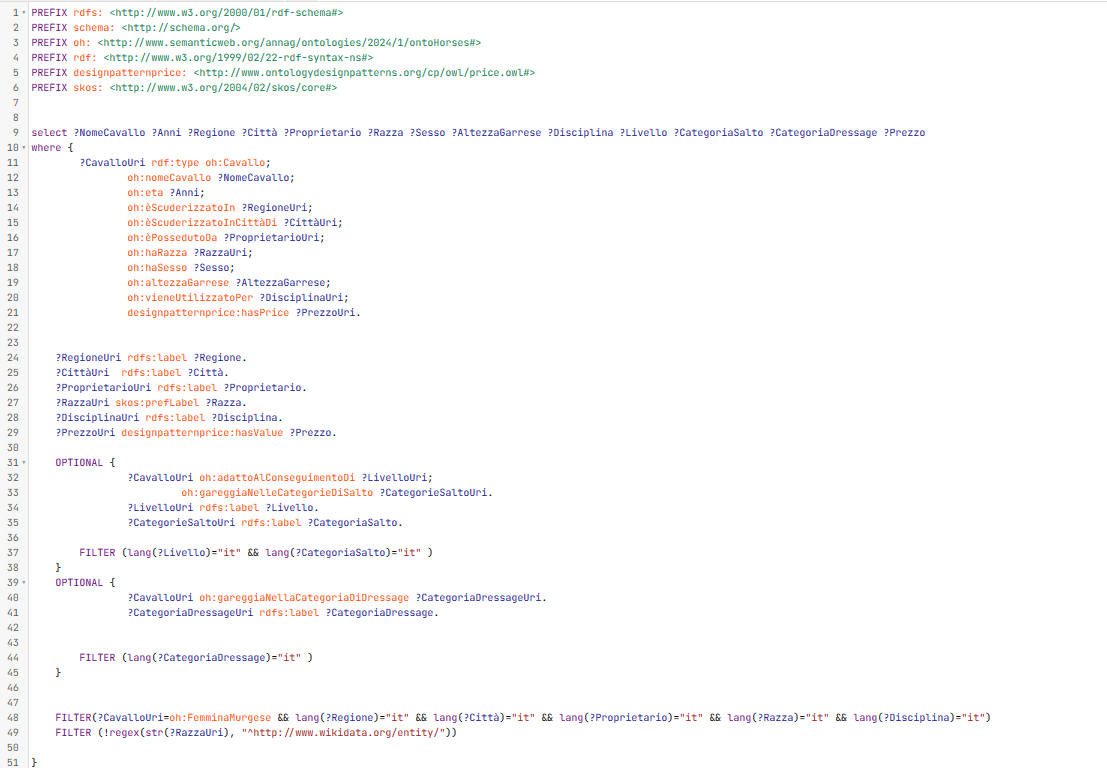 1 PREFIX rdfs: <http://www.w3.org/2000/01/rdf-schema#>
2 PREFIX schema: <http://schema.org/>
3 PREFIX oh: <http://www.semanticweb.org/annag/ontologies/2024/1/ontoHorses#>
4 PREFIX rdf: <http://www.w3.org/1999/02/22-rdf-syntax-ns#>
5 PREFIX designpatternprice: <http://www.ontologydesignpatterns.org/cp/owl/price.owl#>
6 PREFIX skos: <http://www.w3.org/2004/02/skos/core#>
7
8
9 select ?NomeCavallo ?Anni ?Regione ?Città ?Proprietario ?Razza ?Sesso ?AltezzaGarrese ?Disciplina ?Livello ?CategoriaSalto ?CategoriaDressage ?Prezzo
10 where {
11 ?CavalloUri rdf:type oh:Cavallo;
12 oh:nomeCavallo ?NomeCavallo;
13 oh:eta ?Anni;
14 oh:èScuderizzatoIn ?RegioneUri;
15 oh:èScuderizzatoInCittàDi ?CittàUri;
16 oh:èPossedutoDa ?ProprietarioUri;
17 oh:haRazza ?RazzaUri;
18 oh:haSesso ?Sesso;
19 oh:altezzaGarrese ?AltezzaGarrese;
20 oh:vieneUtilizzatoPer ?DisciplinaUri;
21 designpatternprice:hasPrice ?PrezzoUri.
22
23
24 ?RegioneUri rdfs:label ?Regione.
25 ?CittàUri rdfs:label ?Città.
26 ?ProprietarioUri rdfs:label ?Proprietario.
27 ?RazzaUri skos:prefLabel ?Razza.
28 ?DisciplinaUri rdfs:label ?Disciplina.
29 ?PrezzoUri designpatternprice:hasValue ?Prezzo.
30
31 OPTIONAL {
32 ?CavalloUri oh:adattoAlConseguimentoDi ?LivelloUri;
33 oh:gareggiaNelleCategorieDiSalto ?CategorieSaltoUri.
34 ?LivelloUri rdfs:label ?Livello.
35 ?CategorieSaltoUri rdfs:label ?CategoriaSalto.
36
37 FILTER (lang(?Livello)="it" && lang(?CategoriaSalto)="it" )
38 }
39 OPTIONAL {
40 ?CavalloUri oh:gareggiaNellaCategoriaDiDressage ?CategoriaDressageUri.
41 ?CategoriaDressageUri rdfs:label ?CategoriaDressage.
42
43
44 FILTER (lang(?CategoriaDressage)="it" )
45 }
46
47
48 FILTER(?CavalloUri=oh:FemminaMurgese && lang(?Regione)="it" && lang(?Città)="it" && lang(?Proprietario)="it" && lang(?Razza)="it" && lang(?Disciplina)="it")
49 FILTER (!regex(str(?RazzaUri), "^http://www.wikidata.org/entity/"))
50
51 }